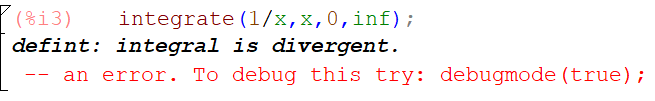 (%i3) integrate(1/x,x,0,inf);
defint: integral is divergent.
-- an error. To debug this try: debugmode(true);